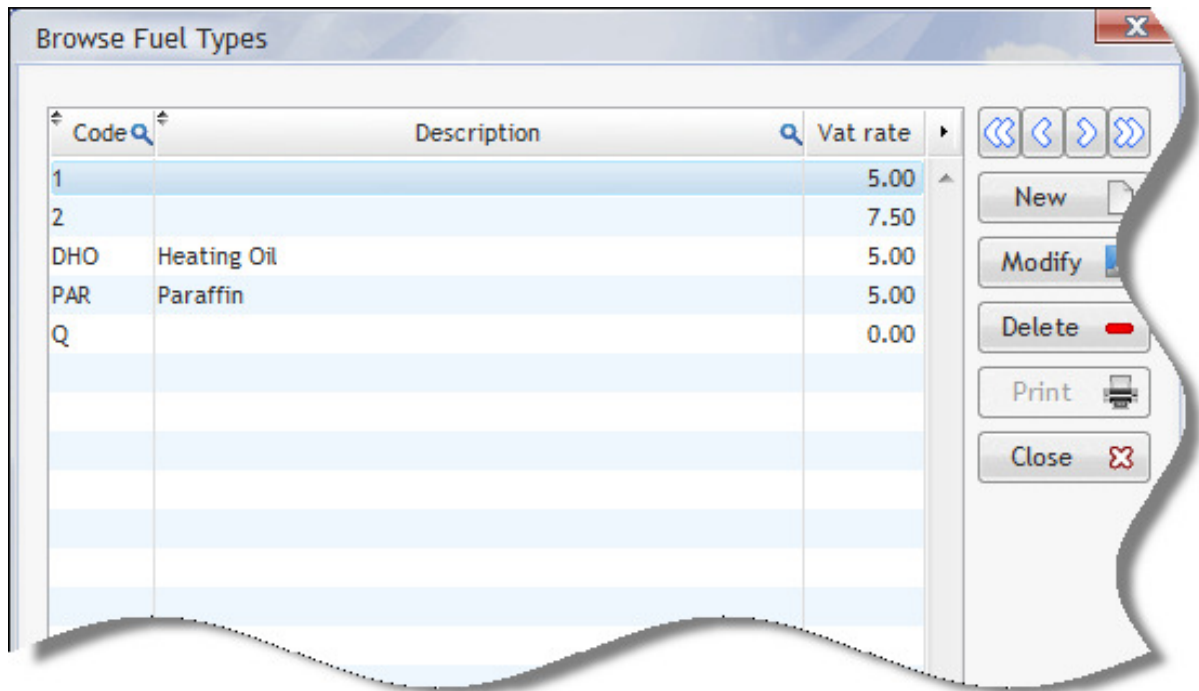 Browse Fuel Types
Code Description Vat rate
1 5.00
2 7.50
DHO Heating Oil 5.00
PAR Paraffin 5.00
Q 0.00
New
Modify
Delete
Print
Close